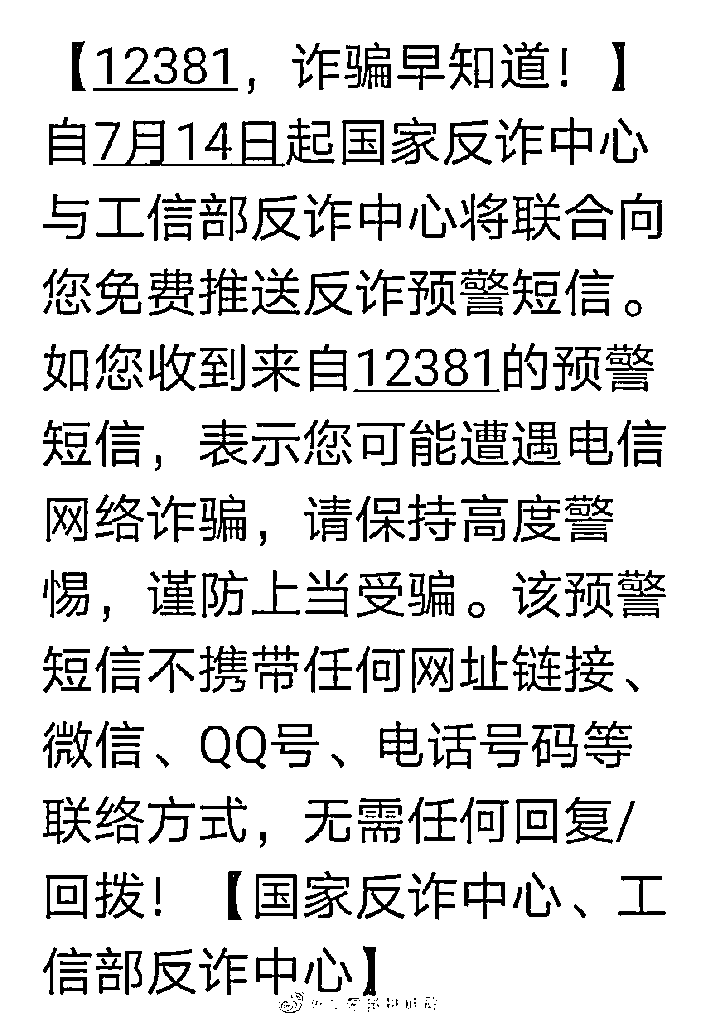 【12381，诈骗早知道！】
自7月14日起国家反诈中心
与工信部反诈中心将联合向
您免费推送反诈预警短信。
如您收到来自12381的预警
短信，表示您可能遭遇电信
网络诈骗，请保持高度警
惕，谨防上当受骗。该预警
短信不携带任何网址链接、
微信、QQ号、电话号码等
联络方式，无需任何回复/
回拨！【国家反诈中心、工
信部反诈中心】